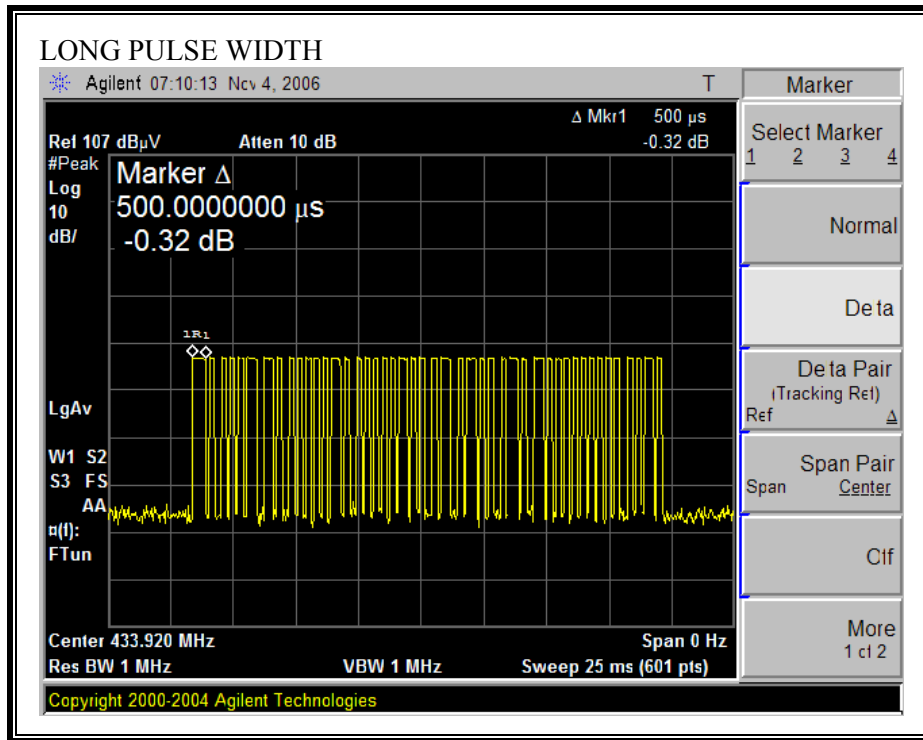 LONG PULSE WIDTH
Agilent 07:10:13 Nov 4, 2006 T
Marker
Δ Mkr1 500 µs
Ref 107 dBµV Atten 10 dB -0.32 dB
#Peak
Log
10
dB/
Marker Δ
500.0000000 µs
-0.32 dB
1R 1
LgAv
W1 S2
S3 FS
AA
¤(f):
FTun
Center 433.920 MHz Span 0 Hz
Res BW 1 MHz VBW 1 MHz Sweep 25 ms (601 pts)
Copyright 2000-2004 Agilent Technologies
Select Marker
1 2 3 4
Normal
Delta
Delta Pair
(Tracking Ref)
Ref Δ
Span Pair
Span Center
Off
More
1 of 2